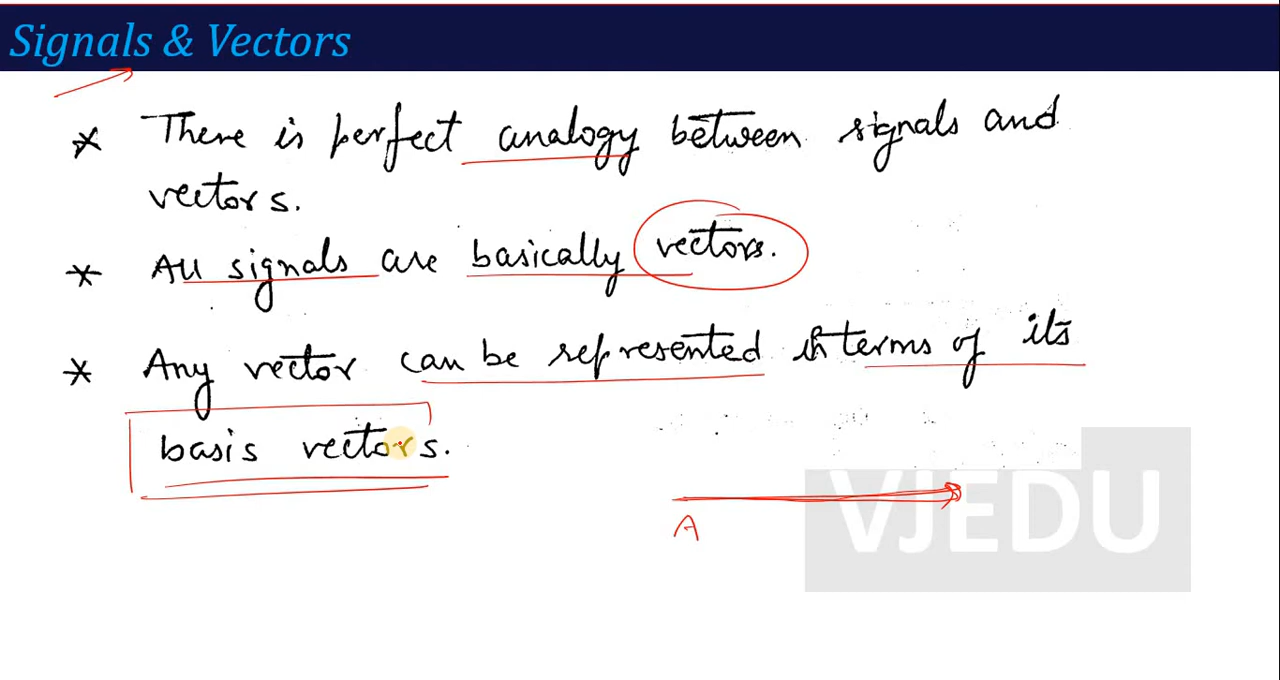 Signals & Vectors
* There is perfect analogy between signals and
vectors.
* All signals are basically vectors.
* Any vector can be represented in terms of its
basis vectors.
A
VJEDU